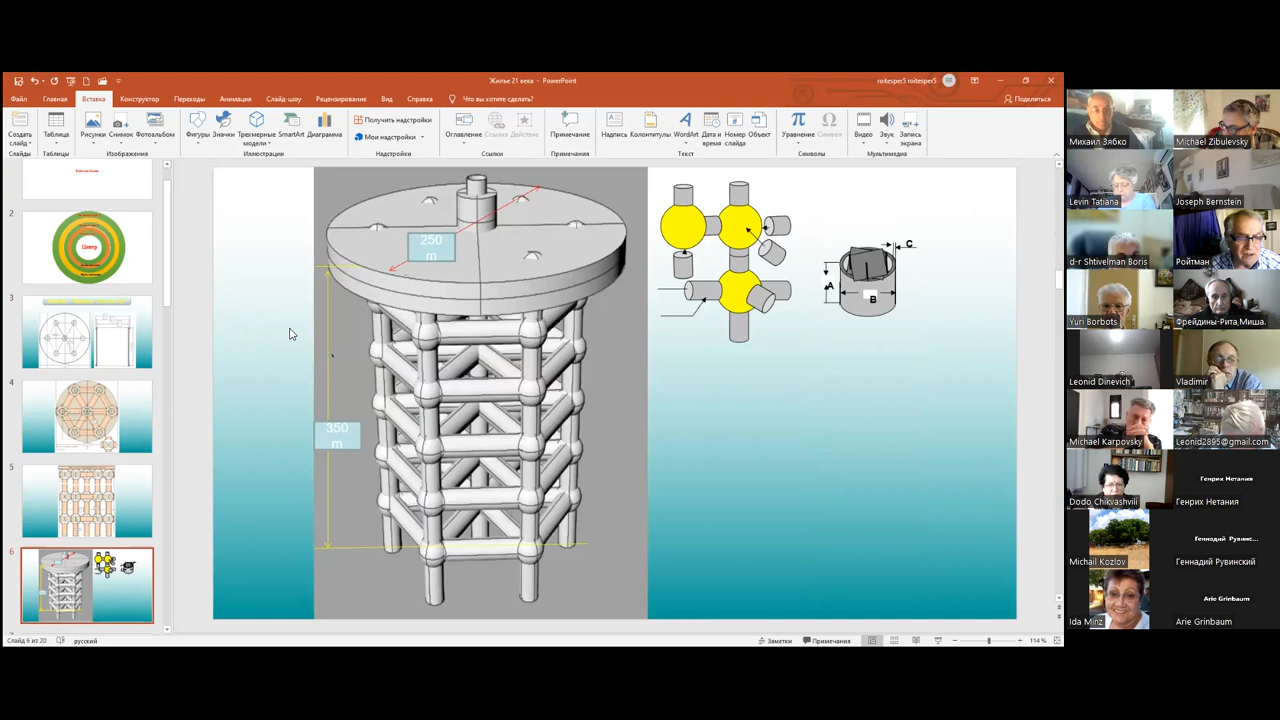 Жилье 21 века - PowerPoint
roitesper5 roitesper5
Файл Главная Вставка Конструктор Переходы Анимация Слайд-шоу Рецензирование Вид Справка Что вы хотите сделать? Поделиться
Создать слайд
Таблица
Рисунки
Снимок
Фотоальбом
Фигуры
Значки
Трехмерные модели
SmartArt
Диаграмма
Получить надстройки
Мои надстройки
Оглавление
Ссылка
Действие
Примечание
Надпись
Колонтитулы
WordArt
Дата и время
Номер слайда
Объект
Уравнение
Символ
Видео
Звук
Запись экрана
Слайды Таблицы Изображения Иллюстрации Надстройки Ссылки Примечания Текст Символы Мультимедиа
2
Центр
3
4
5
6
250
m
350
m
A
B
C
Слайд 6 из 20 русский
Заметки Примечания 114 %
Михаил Зябко
Michael Zibulevsky
Levin Tatiana
Joseph Bernstein
d-r Shtivelman Boris
Ройтман
Yuri Borbots
Фрейдины-Рита,Миша.
Leonid Dinevich
Vladimir
Michael Karpovsky
Leonid2895@gmail.com
Dodo Chikvashvili
Генрих Нетания
Генрих Нетания
Michail Kozlov
Геннадий Рувинс...
Геннадий Рувинский
Ida Minz
Arie Grinbaum
Arie Grinbaum